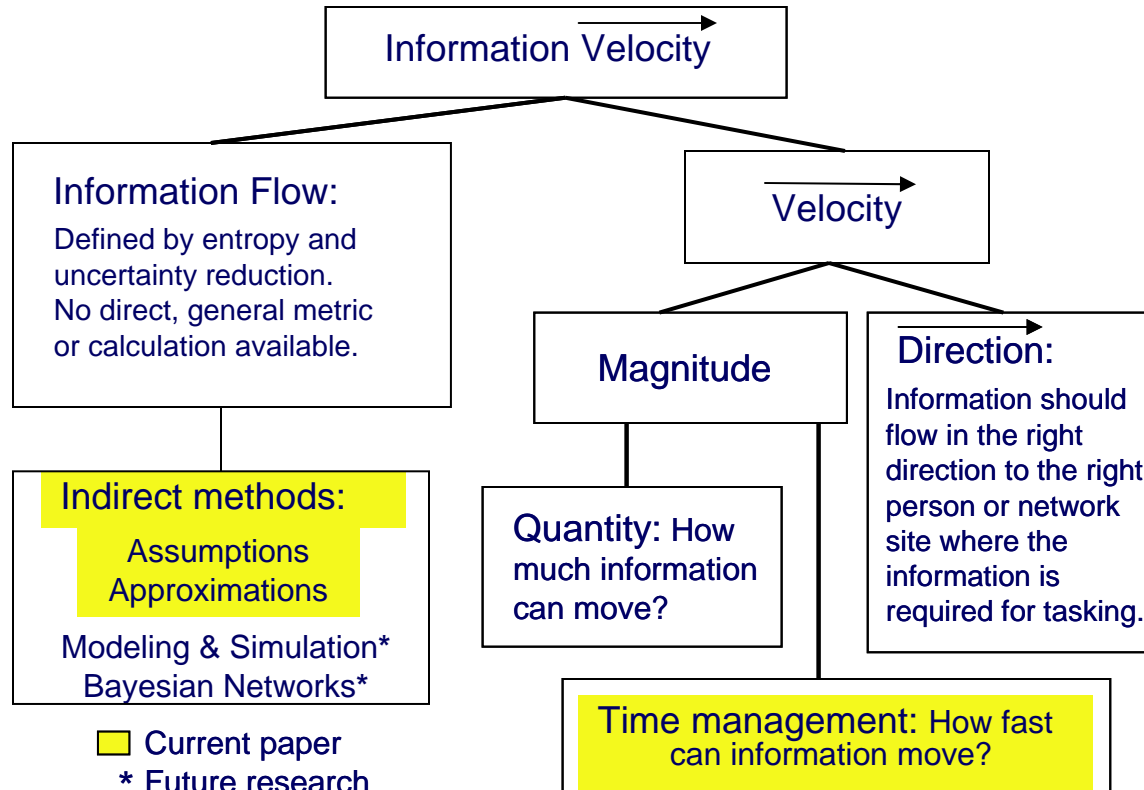 Information Velocity
Information Flow:
Defined by entropy and
uncertainty reduction.
No direct, general metric
or calculation available.
Velocity
Magnitude
Direction:
Information should
flow in the right
direction to the right
person or network
site where the
information is
required for tasking.
Indirect methods:
Assumptions
Approximations
Modeling & Simulation*
Bayesian Networks*
Quantity: How
much information
can move?
Time management: How fast
can information move?
Current paper
* Future research